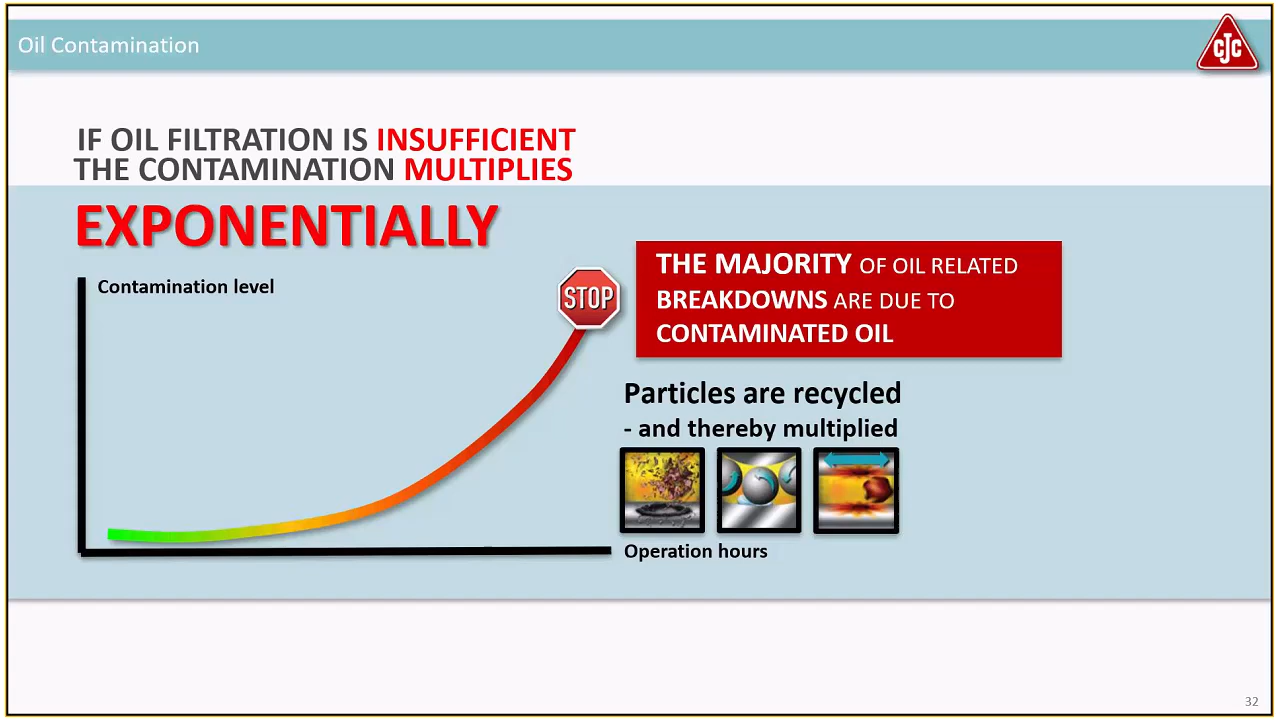 Oil Contamination
CJC
IF OIL FILTRATION IS INSUFFICIENT
THE CONTAMINATION MULTIPLIES
EXPONENTIALLY
Contamination level
STOP
THE MAJORITY OF OIL RELATED
BREAKDOWNS ARE DUE TO
CONTAMINATED OIL
Particles are recycled
- and thereby multiplied
Operation hours
32